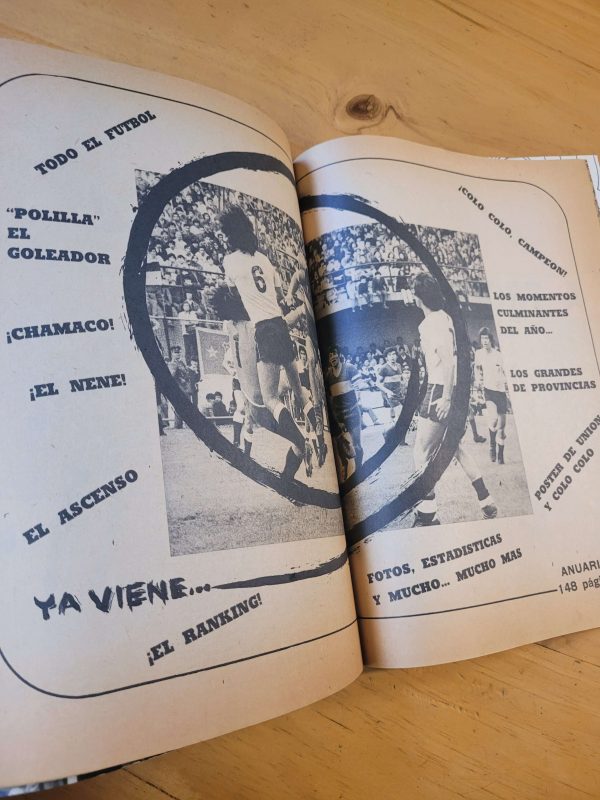 TODO EL FUTBOL
"POLILLA"
EL
GOLEADOR
¡CHAMACO!
¡EL NENE!
EL ASCENSO
YA VIENE...
¡EL RANKING!
6
¡COLO COLO, CAMPEON!
LOS MOMENTOS
CULMINANTES
DEL AÑO...
LOS GRANDES
DE PROVINCIAS
POSTER DE UNION
Y COLO COLO
FOTOS, ESTADISTICAS
Y MUCHO... MUCHO MAS
ANUARI
148 pági